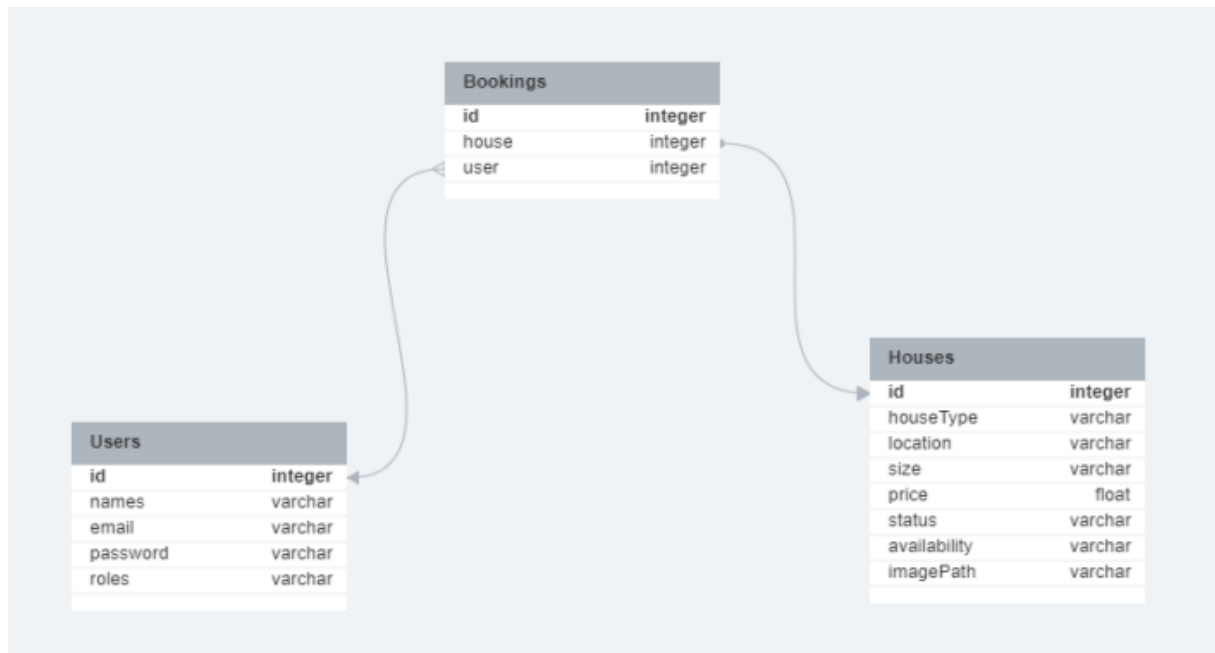 Bookings
id integer
house integer
user integer
Houses
id integer
houseType varchar
location varchar
size varchar
price float
status varchar
availability varchar
imagePath varchar
Users
id integer
names varchar
email varchar
password varchar
roles varchar